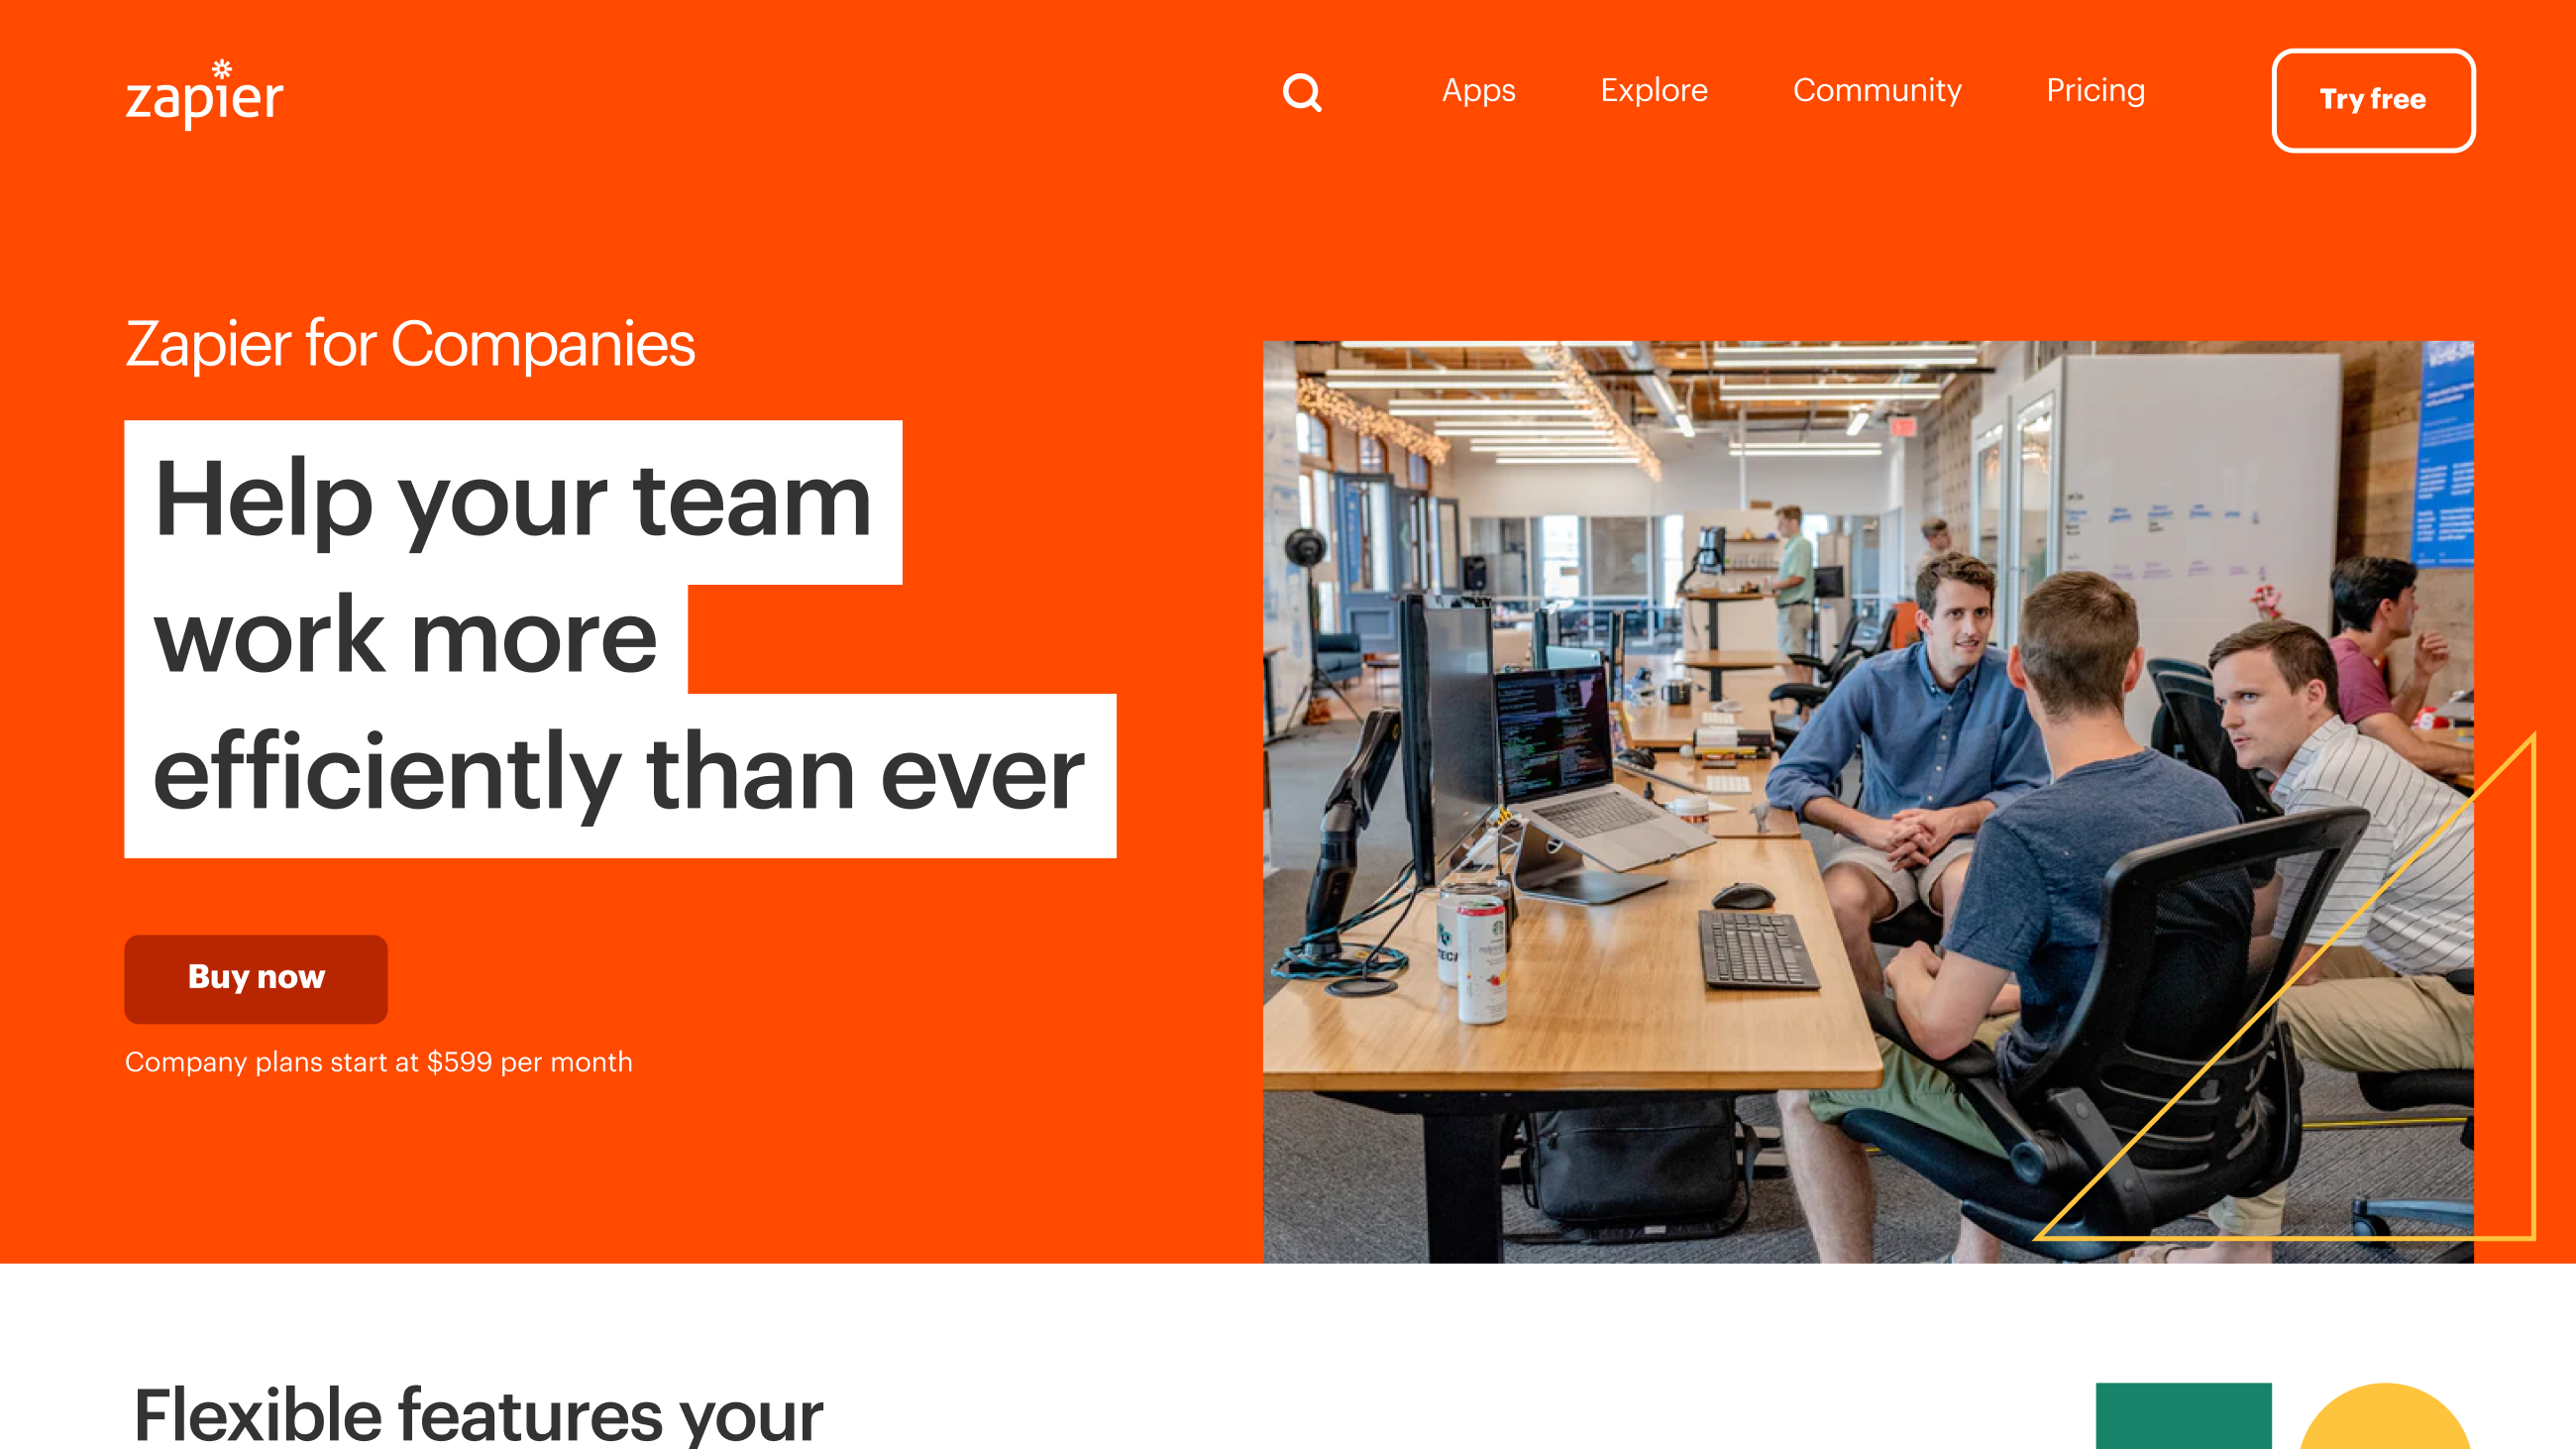 zapier
Apps Explore Community Pricing Try free
Zapier for Companies
Help your team
work more
efficiently than ever
Buy now
Company plans start at $599 per month
Flexible features your